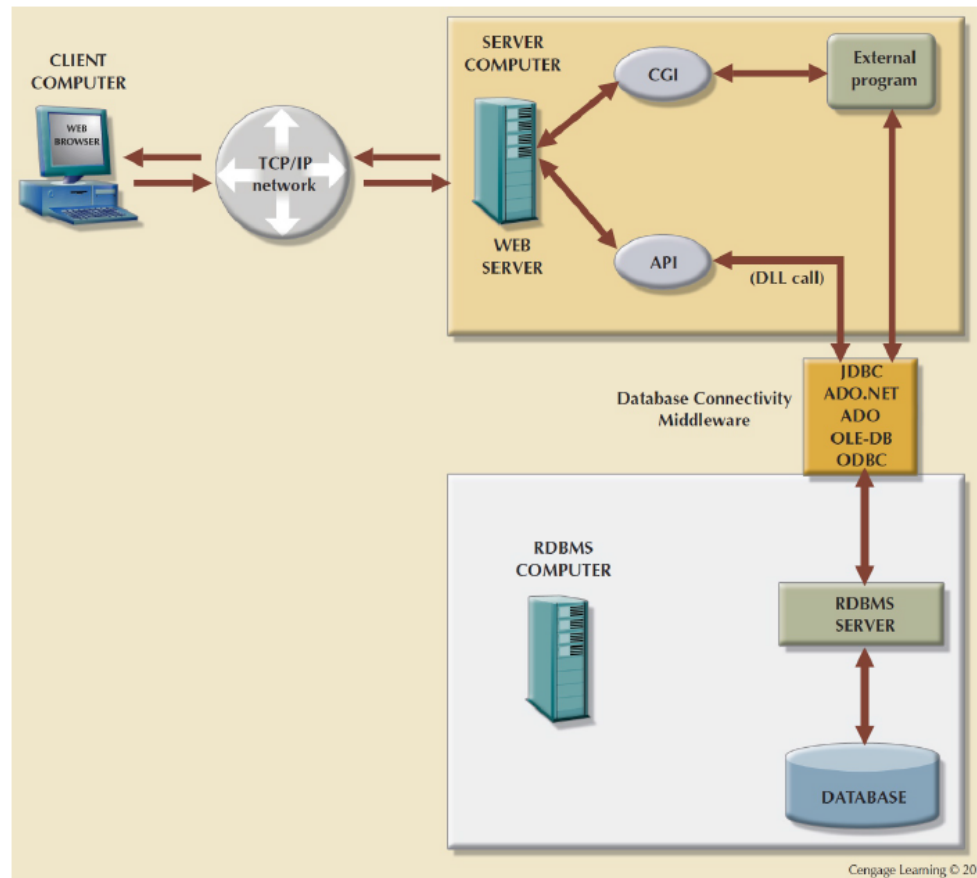 CLIENT
COMPUTER
WEB
BROWSER
TCP/IP
network
SERVER
COMPUTER
WEB
SERVER
CGI
External
program
API
(DLL call)
Database Connectivity
Middleware
JDBC
ADO.NET
ADO
OLE-DB
ODBC
RDBMS
COMPUTER
RDBMS
SERVER
DATABASE
Cengage Learning © 20